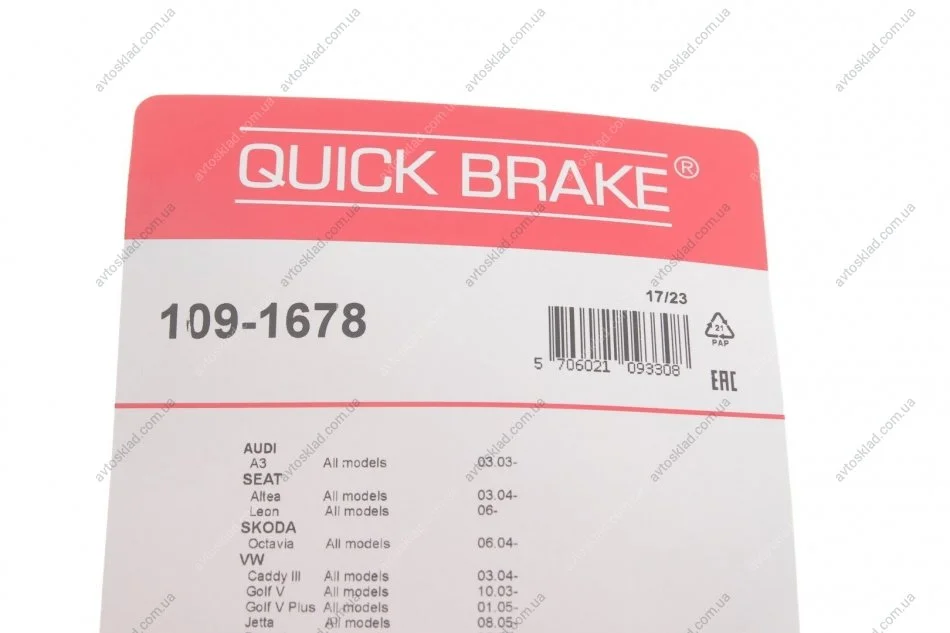 QUICK BRAKE®
109-1678
17/23
5 706021 093308
21
PAP
EAC
AUDI
A3 All models 03.03-
SEAT
Altea All models 03.04-
Leon All models 06-
SKODA
Octavia All models 06.04-
VW
Caddy III All models 03.04-
Golf V All models 10.03-
Golf V Plus All models 01.05-
Jetta All models 08.05-
avtosklad.com.ua